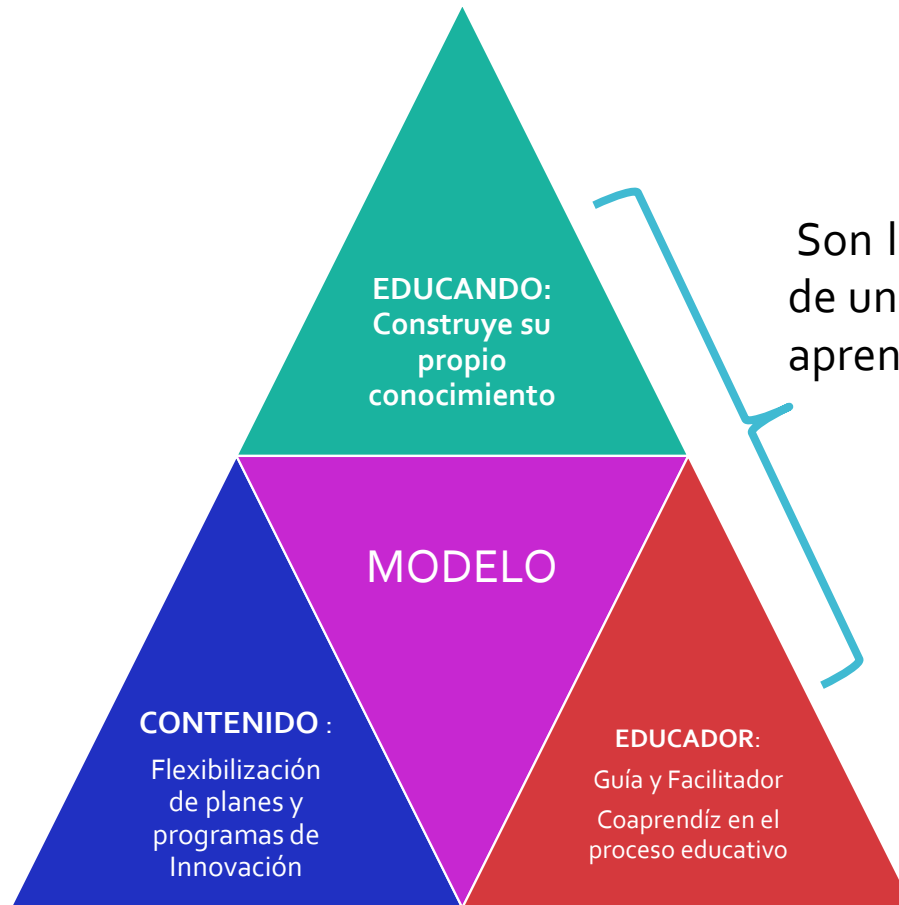 EDUCANDO:
Construye su
propio
conocimiento
Son l
de un
apren
MODELO
CONTENIDO :
Flexibilización
de planes y
programas de
Innovación
EDUCADOR:
Guía y Facilitador
Coaprendíz en el
proceso educativo